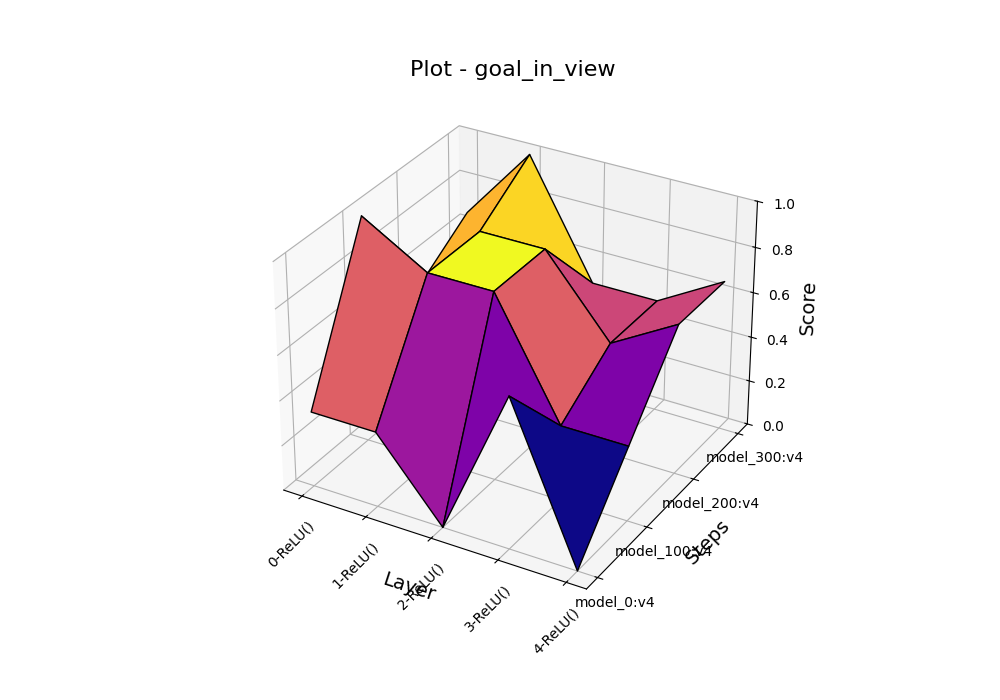 Plot - goal_in_view
1.0
0.8
0.6
0.4
0.2
0.0
Score
model_300:v4
model_200:v4
model_100:v4
model_0:v4
Steps
0-ReLU()
1-ReLU()
2-ReLU()
3-ReLU()
4-ReLU()
Layer